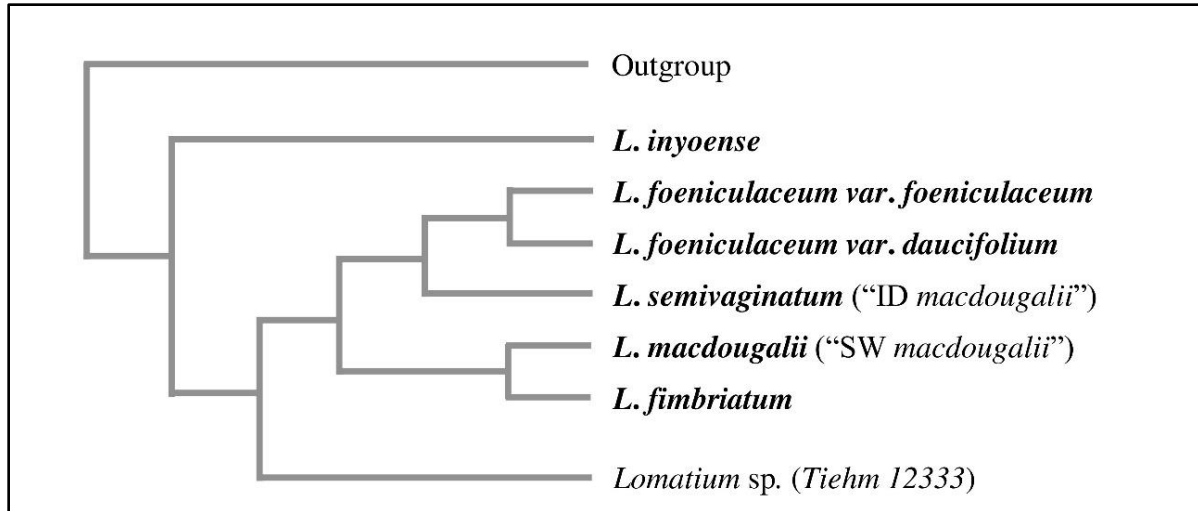 Outgroup
L. inyoense
L. foeniculaceum var. foeniculaceum
L. foeniculaceum var. daucifolium
L. semivaginatum (“ID macdougalii”)
L. macdougalii (“SW macdougalii”)
L. fimbriatum
Lomatium sp. (Tiehm 12333)